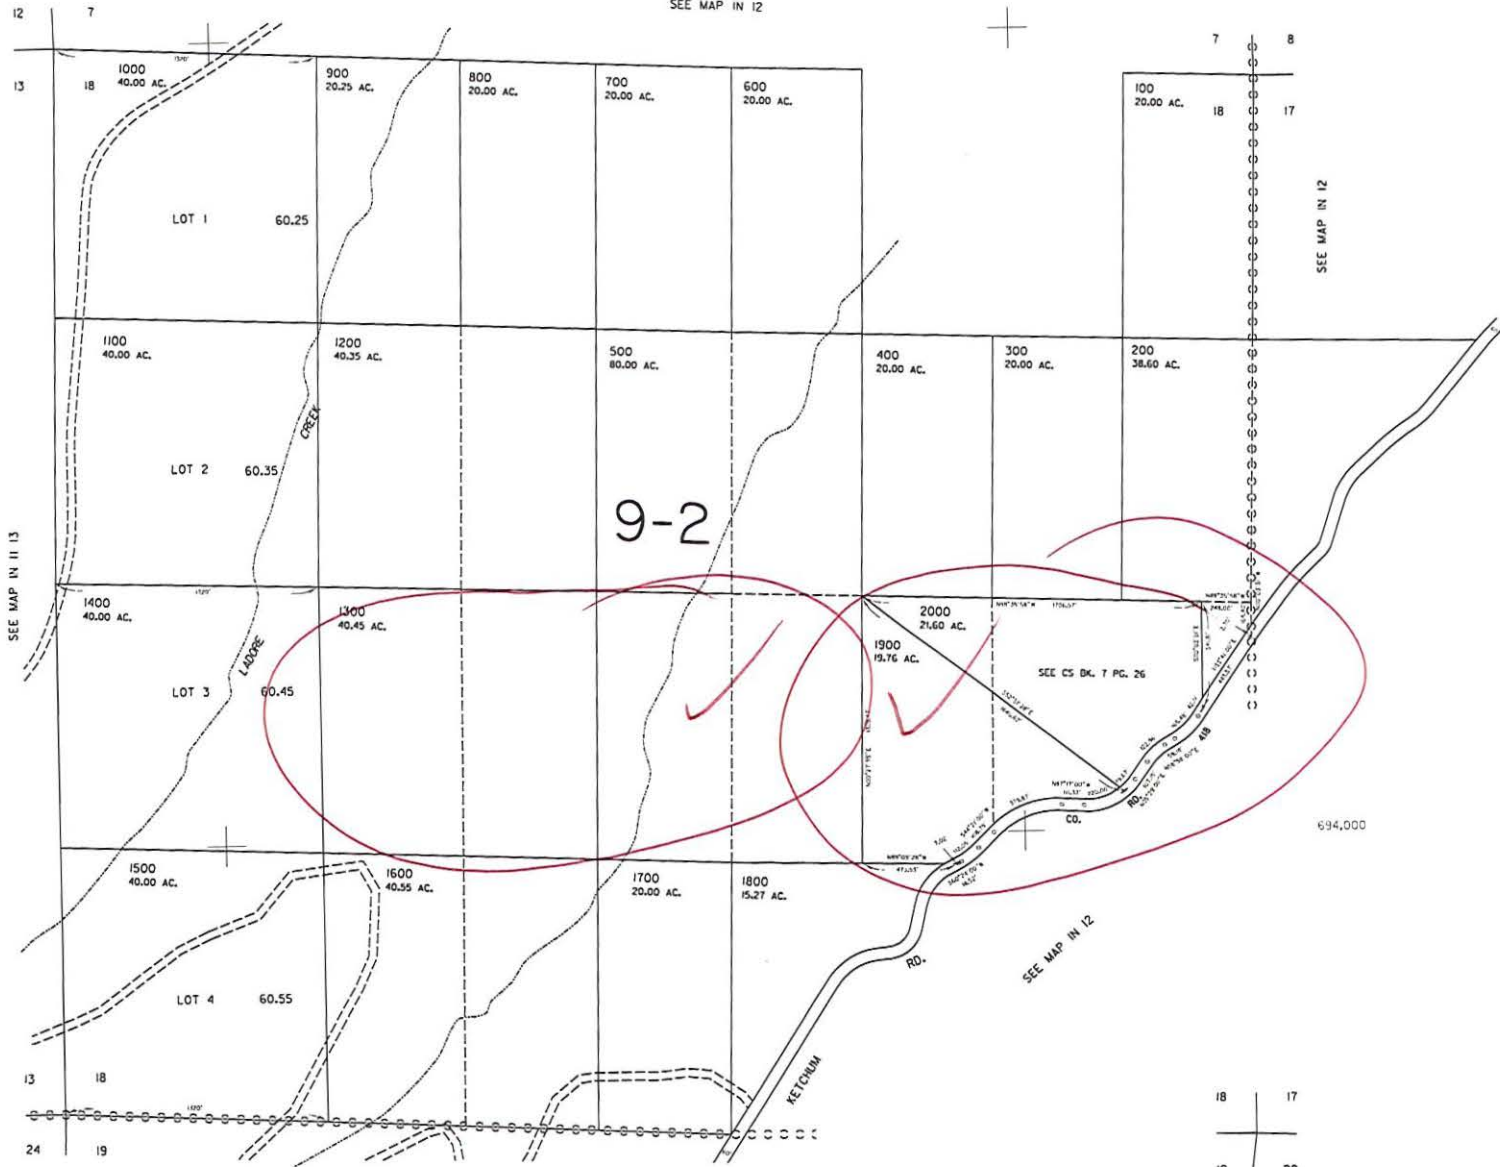 SEE MAP IN 12
12 7
7 8
13 18
1000
40.00 AC.
1320'
900
20.25 AC.
800
20.00 AC.
700
20.00 AC.
600
20.00 AC.
100
20.00 AC.
18 17
SEE MAP IN 12
LOT 1 60.25
1100
40.00 AC.
1200
40.35 AC.
500
80.00 AC.
400
20.00 AC.
300
20.00 AC.
200
38.60 AC.
CREEK
LOT 2 60.35
9-2
SEE MAP IN 11 13
1400
40.00 AC.
1320'
1300
40.45 AC.
2000
21.60 AC.
1900
19.76 AC.
LADORE
SEE CS BK. 7 PG. 26
LOT 3 60.45
418
RD.
CO.
694,000
1500
40.00 AC.
1600
40.55 AC.
1700
20.00 AC.
1800
15.27 AC.
RD.
SEE MAP IN 12
LOT 4 60.55
KETCHUM
13 18
1320'
18 17
24 19